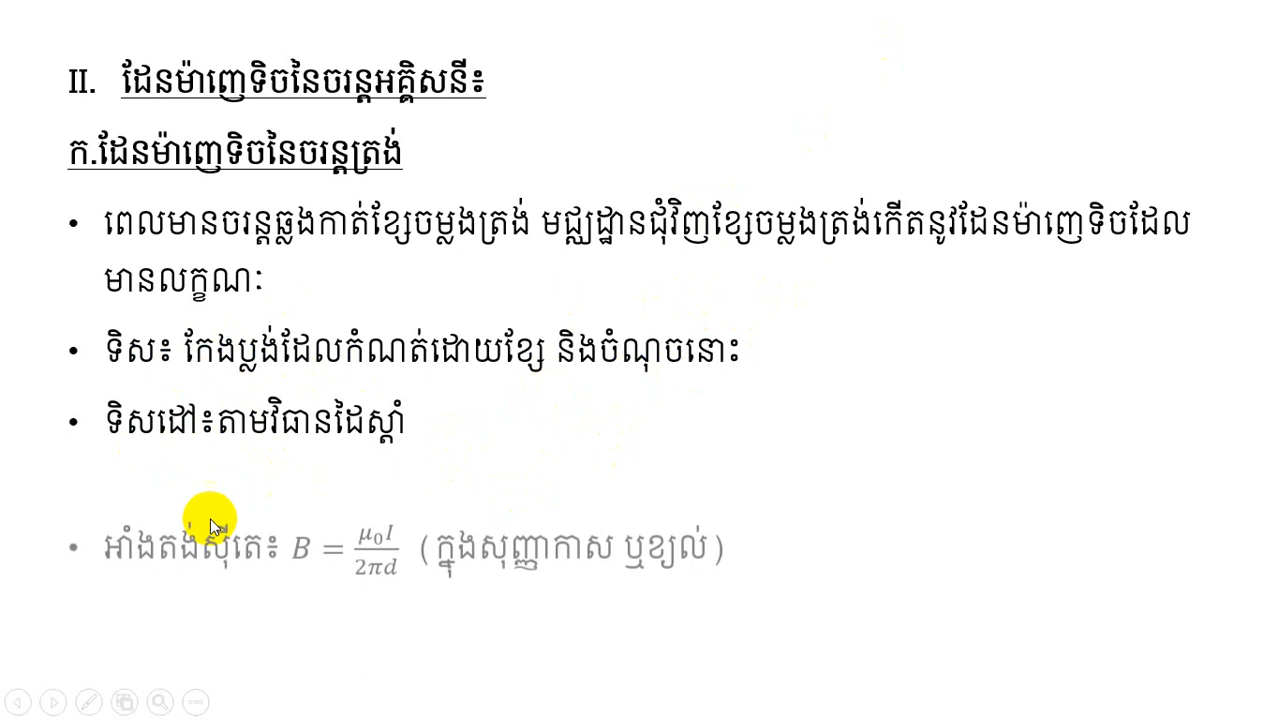 II. ដែនម៉ាញេទិចនៃចរន្តអគ្គិសនី៖
ក.ដែនម៉ាញេទិចនៃចរន្តត្រង់
• ពេលមានចរន្តឆ្លងកាត់ខ្សែចម្លងត្រង់ មជ្ឈដ្ឋានជុំវិញខ្សែចម្លងត្រង់កើតនូវដែនម៉ាញេទិចដែល
មានលក្ខណៈ
• ទិស៖ កែងប្លង់ដែលកំណត់ដោយខ្សែ និងចំណុចនោះ
• ទិសដៅ៖តាមវិធានដៃស្ដាំ
• អាំងតង់ស៊ីតេ៖ $B = \frac{\mu_0 I}{2\pi d}$ (ក្នុងសុញ្ញាកាស ឬខ្យល់)